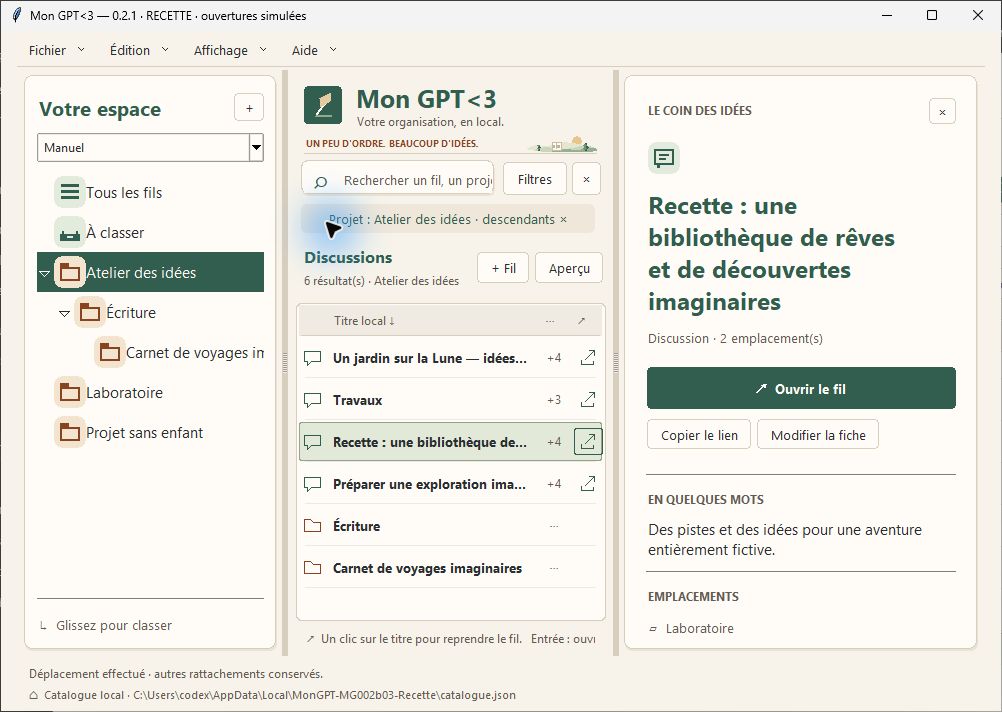 Mon GPT<3 — 0.2.1 · RECETTE · ouvertures simulées
Fichier Édition Affichage Aide
Votre espace
+
Manuel
Tous les fils
À classer
Atelier des idées
Écriture
Carnet de voyages im
Laboratoire
Projet sans enfant
Glissez pour classer
Mon GPT<3
Votre organisation, en local.
UN PEU D'ORDRE. BEAUCOUP D'IDÉES.
Rechercher un fil, un proj
Filtres
×
Projet : Atelier des idées · descendants ×
Discussions
6 résultat(s) · Atelier des idées
+ Fil
Aperçu
Titre local ↓ ... ↗
Un jardin sur la Lune — idées... +4
Travaux +3
Recette : une bibliothèque de... +4
Préparer une exploration ima... +4
Écriture ...
Carnet de voyages imaginaires ...
↗ Un clic sur le titre pour reprendre le fil. Entrée : ouvr
LE COIN DES IDÉES
×
Recette : une
bibliothèque de rêves
et de découvertes
imaginaires
Discussion · 2 emplacement(s)
↗ Ouvrir le fil
Copier le lien
Modifier la fiche
EN QUELQUES MOTS
Des pistes et des idées pour une aventure
entièrement fictive.
EMPLACEMENTS
▱ Laboratoire
Déplacement effectué · autres rattachements conservés.
⌂ Catalogue local · C:\Users\codex\AppData\Local\MonGPT-MG002b03-Recette\catalogue.json